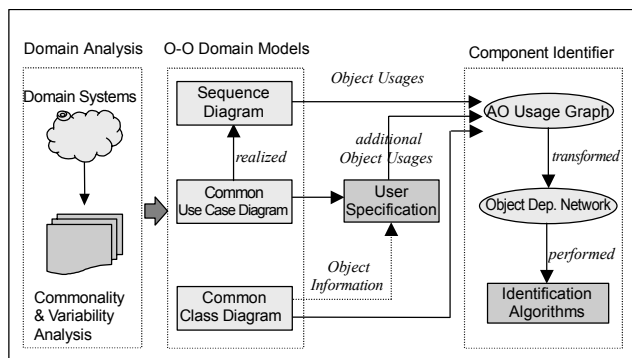 Domain Analysis
Domain Systems
Commonality
& Variability
Analysis
O-O Domain Models
Sequence
Diagram
realized
Common
Use Case Diagram
Common
Class Diagram
Object Usages
additional
Object Usages
User
Specification
Object
Information
Component Identifier
AO Usage Graph
transformed
Object Dep. Network
performed
Identification
Algorithms